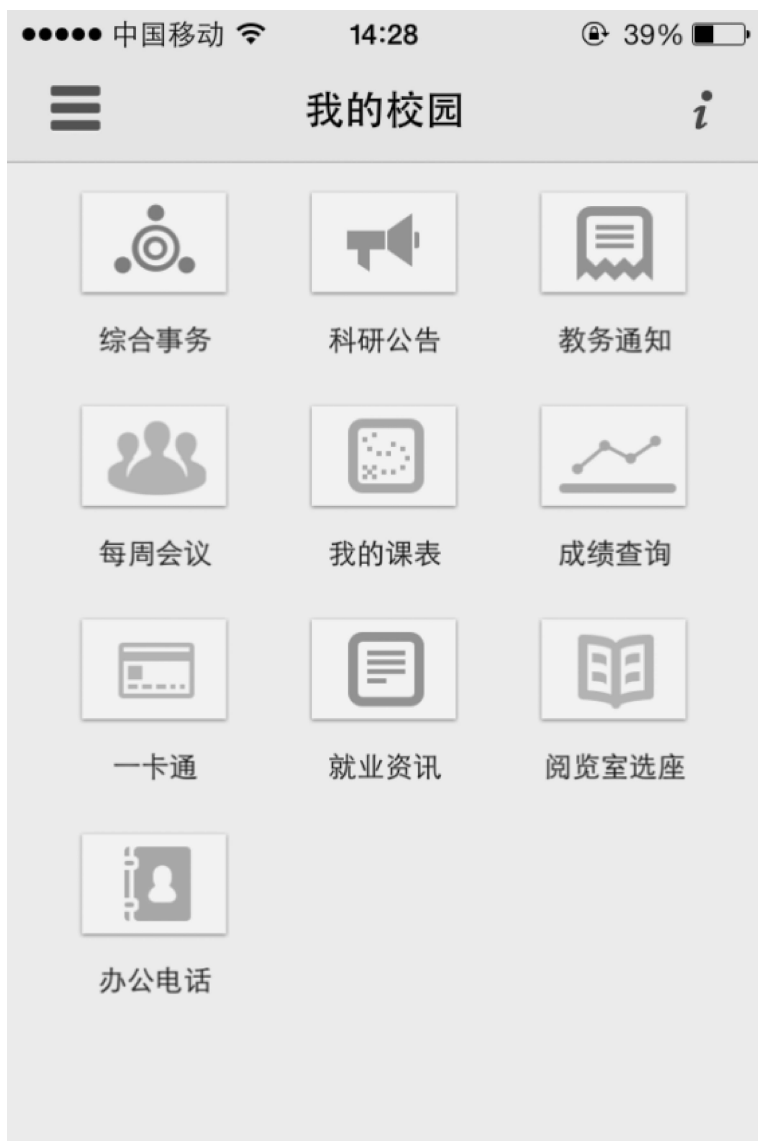 中国移动 14:28 39%
我的校园 i
综合事务 科研公告 教务通知
每周会议 我的课表 成绩查询
一卡通 就业资讯 阅览室选座
办公电话